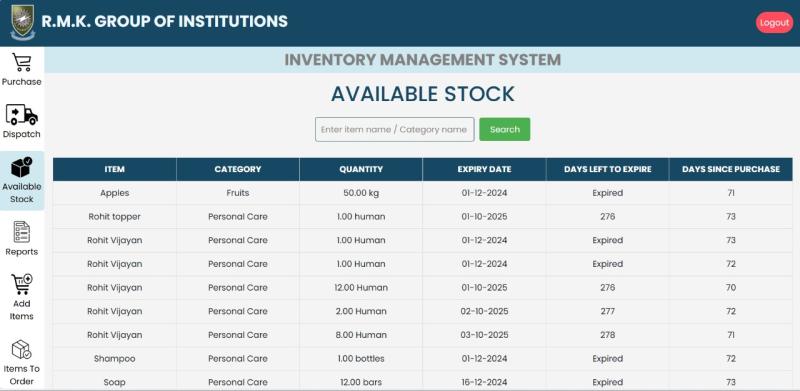 R.M.K. GROUP OF INSTITUTIONS
Logout
INVENTORY MANAGEMENT SYSTEM
Purchase
Dispatch
Available
Stock
Reports
Add
Items
Items To
Order
AVAILABLE STOCK
Enter item name / Category name Search
ITEM CATEGORY QUANTITY EXPIRY DATE DAYS LEFT TO EXPIRE DAYS SINCE PURCHASE
Apples Fruits 50.00 kg 01-12-2024 Expired 71
Rohit topper Personal Care 1.00 human 01-10-2025 276 73
Rohit Vijayan Personal Care 1.00 Human 01-12-2024 Expired 73
Rohit Vijayan Personal Care 1.00 Human 01-12-2024 Expired 72
Rohit Vijayan Personal Care 12.00 Human 01-10-2025 276 70
Rohit Vijayan Personal Care 2.00 Human 02-10-2025 277 72
Rohit Vijayan Personal Care 8.00 Human 03-10-2025 278 71
Shampoo Personal Care 1.00 bottles 01-12-2024 Expired 72
Soap Personal Care 12.00 bars 16-12-2024 Expired 73